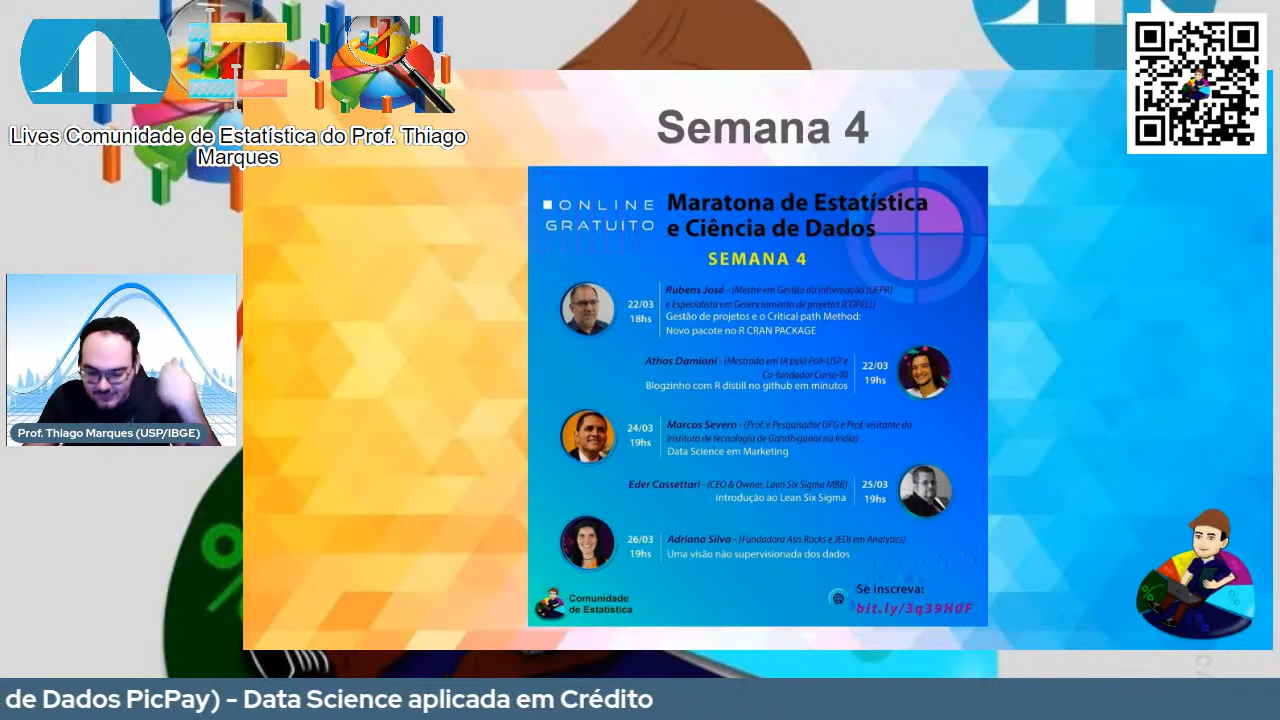 Lives Comunidade de Estatística do Prof. Thiago
Marques
Semana 4
ONLINE
GRATUITO
Maratona de Estatística
e Ciência de Dados
SEMANA 4
22/03
18hs
Rubens José - (Mestre em Gestão da informação (UFPR)
e Especialista em Gerenciamento de projetos (COPEL))
Gestão de projetos e o Critical path Method:
Novo pacote no R CRAN PACKAGE
Athos Damiani - (Mestrado em IA pela Poli-USP e
Co-fundador Curso-R)
Blogzinho com R distill no github em minutos
22/03
19hs
24/03
19hs
Marcos Severo - (Prof. e Pesquisador UFG e Prof. visitante do
Instituto de tecnologia de Gandhiganar na Índia)
Data Science em Marketing
Eder Cassettari - (CEO & Owner, Laen Six Sigma MBB)
Introdução ao Lean Six Sigma
25/03
19hs
26/03
19hs
Adriana Silva - (Fundadora Asn.Rocks e JEDI em Analytics)
Uma visão não supervisionada dos dados
Comunidade
de Estatística
Se inscreva:
bit.ly/3q39H0F
Prof. Thiago Marques (USP/IBGE)
de Dados PicPay) - Data Science aplicada em Crédito